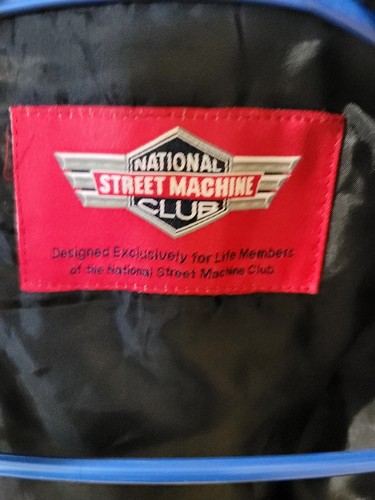 NATIONAL
STREET MACHINE
CLUB
Designed Exclusively for Life Members
of the National Street Machine Club